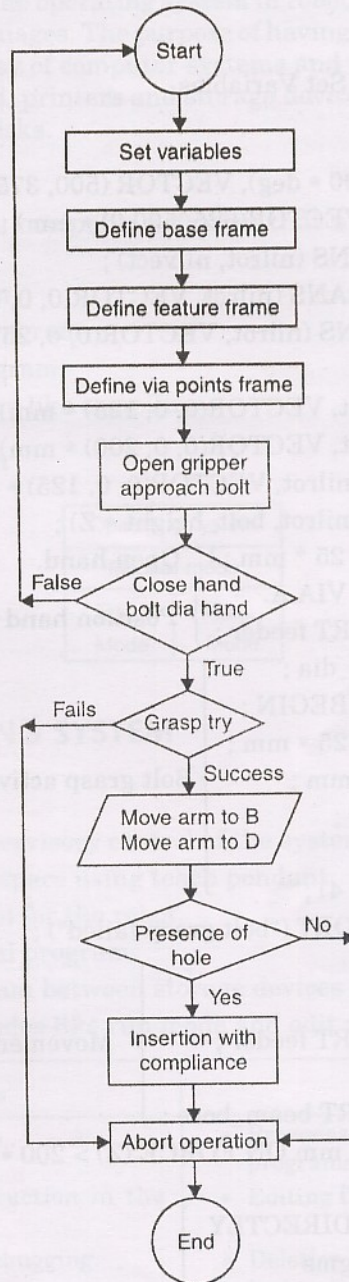 Start
Set variables
Define base frame
Define feature frame
Define via points frame
Open gripper
approach bolt
False
Close hand
bolt dia hand
True
Fails
Grasp try
Success
Move arm to B
Move arm to D
No
Presence of
hole
Yes
Insertion with
compliance
Abort operation
End